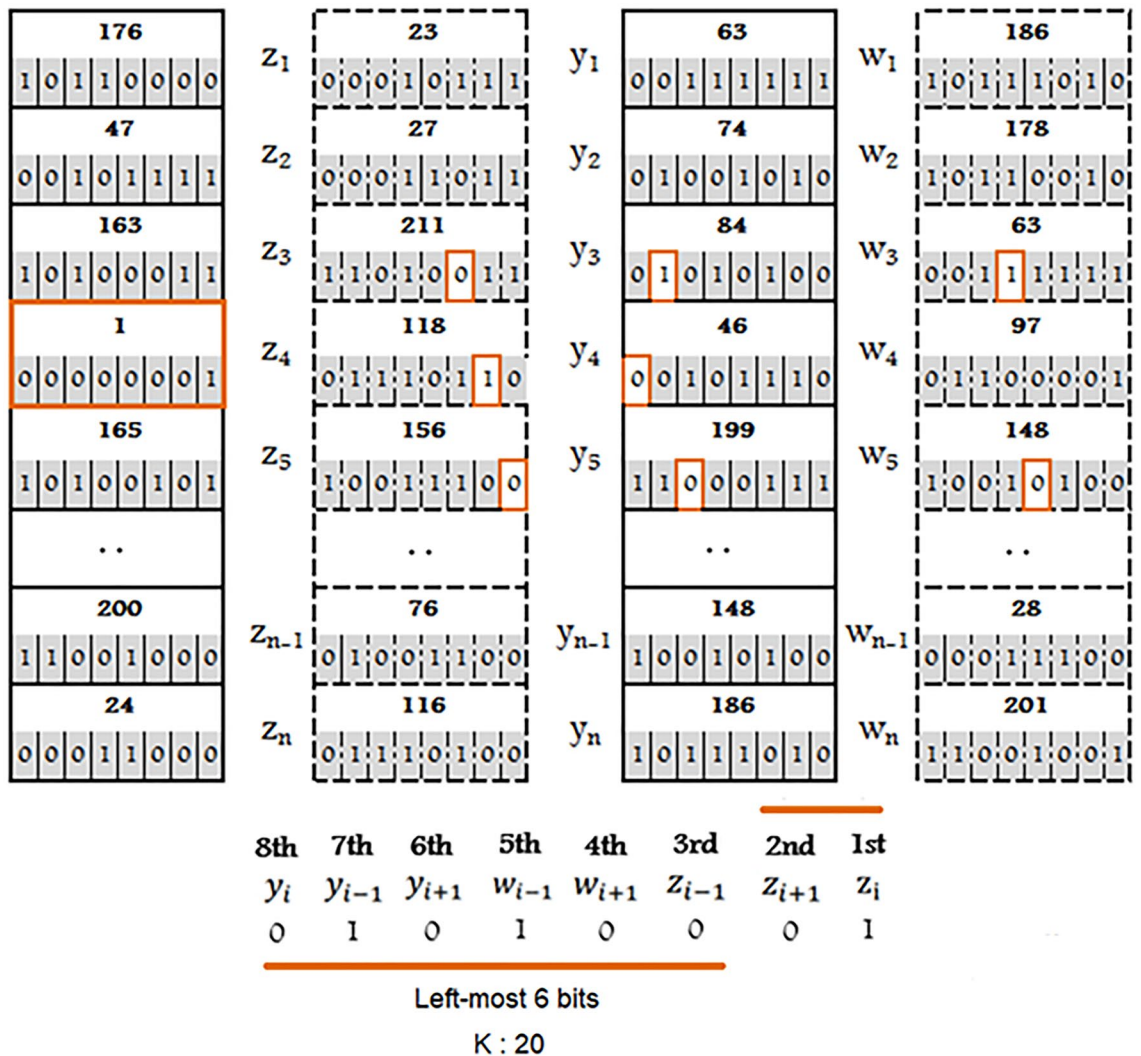 176 z₁ 23 y₁ 63 w₁ 186
1 0 1 1 0 0 0 0 0 0 0 1 0 1 1 1 0 0 1 1 1 1 1 1 1 0 1 1 1 0 1 0
47 z₂ 27 y₂ 74 w₂ 178
0 0 1 0 1 1 1 1 0 0 0 1 1 0 1 1 0 1 0 0 1 0 1 0 1 0 1 1 0 0 1 0
163 z₃ 211 y₃ 84 w₃ 63
1 0 1 0 0 0 1 1 1 1 0 1 0 0 1 1 0 1 0 1 0 1 0 0 0 0 1 1 1 1 1 1
1 z₄ 118 y₄ 46 w₄ 97
0 0 0 0 0 0 0 1 0 1 1 1 0 1 1 0 0 0 1 0 1 1 1 0 0 1 1 0 0 0 0 1
165 z₅ 156 y₅ 199 w₅ 148
1 0 1 0 0 1 0 1 1 0 0 1 1 1 0 0 1 1 0 0 0 1 1 1 1 0 0 1 0 1 0 0
.. .. .. ..
200 zₙ₋₁ 76 yₙ₋₁ 148 wₙ₋₁ 28
1 1 0 0 1 0 0 0 0 1 0 0 1 1 0 0 1 0 0 1 0 1 0 0 0 0 0 1 1 1 0 0
24 zₙ 116 yₙ 186 wₙ 201
0 0 0 1 1 0 0 0 0 1 1 1 0 1 0 0 1 0 1 1 1 0 1 0 1 1 0 0 1 0 0 1
8th 7th 6th 5th 4th 3rd 2nd 1st
yᵢ yᵢ₋₁ yᵢ₊₁ wᵢ₋₁ wᵢ₊₁ zᵢ₋₁ zᵢ₊₁ zᵢ
0 1 0 1 0 0 0 1
Left-most 6 bits
K : 20